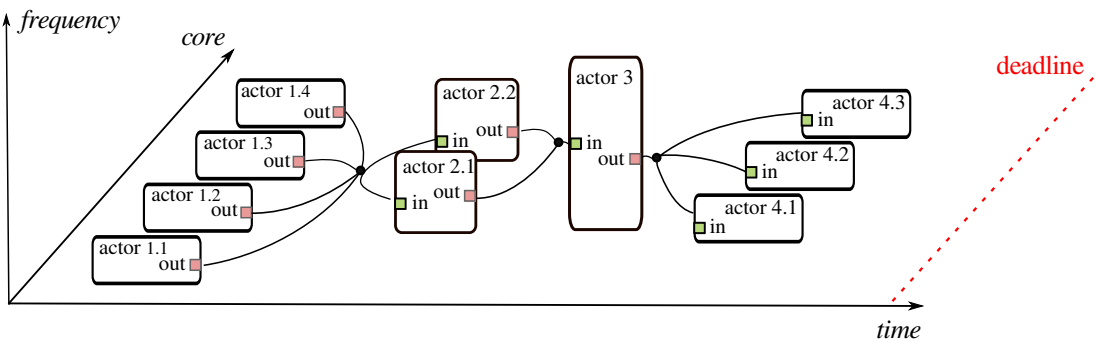 frequency
core
deadline
actor 1.4
out
actor 1.3
out
actor 1.2
out
actor 1.1
out
actor 2.2
out
in
actor 2.1
out
in
actor 3
in
out
actor 4.3
in
actor 4.2
in
actor 4.1
in
time